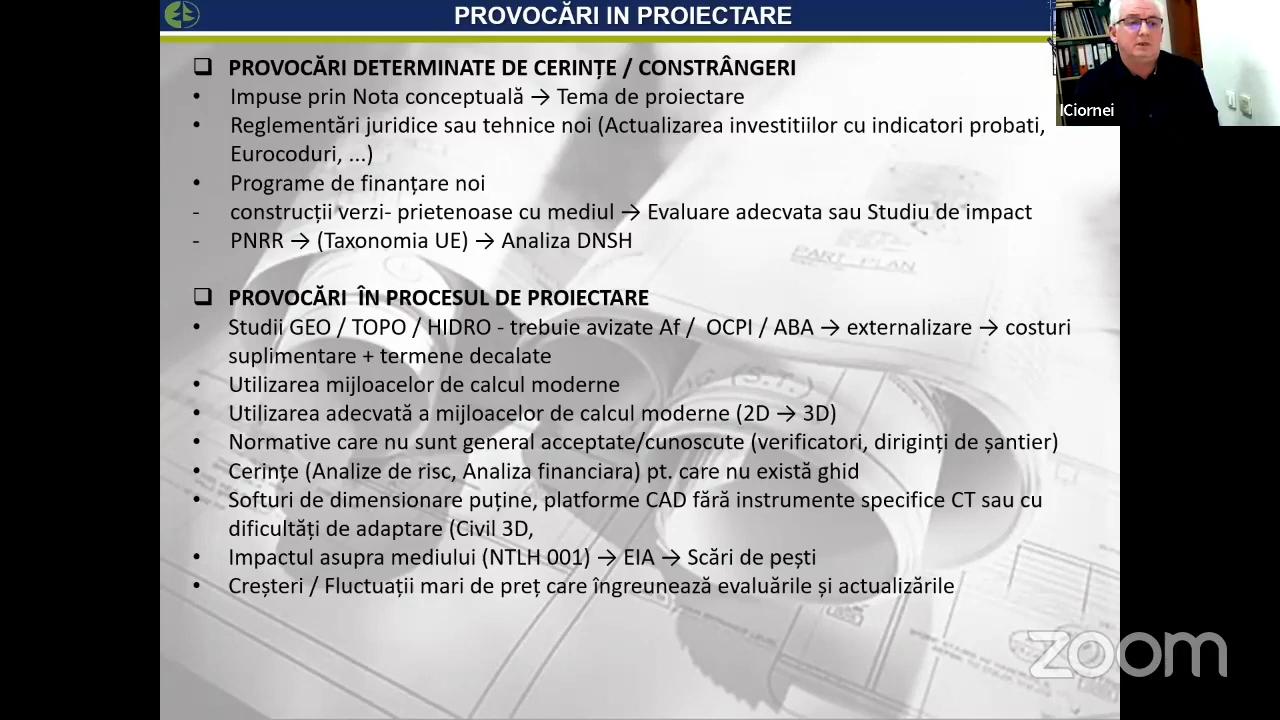 PROVOCĂRI IN PROIECTARE
ICiornei
❑ PROVOCĂRI DETERMINATE DE CERINȚE / CONSTRÂNGERI
• Impuse prin Nota conceptuală → Tema de proiectare
• Reglementări juridice sau tehnice noi (Actualizarea investitiilor cu indicatori probati,
Eurocoduri, ...)
• Programe de finanțare noi
- construcții verzi- prietenoase cu mediul → Evaluare adecvata sau Studiu de impact
- PNRR → (Taxonomia UE) → Analiza DNSH
PART PLAN
❑ PROVOCĂRI ÎN PROCESUL DE PROIECTARE
• Studii GEO / TOPO / HIDRO - trebuie avizate Af / OCPI / ABA → externalizare → costuri
suplimentare + termene decalate
• Utilizarea mijloacelor de calcul moderne
• Utilizarea adecvată a mijloacelor de calcul moderne (2D → 3D)
• Normative care nu sunt general acceptate/cunoscute (verificatori, diriginți de șantier)
• Cerințe (Analize de risc, Analiza financiara) pt. care nu există ghid
• Softuri de dimensionare puține, platforme CAD fără instrumente specifice CT sau cu
dificultăți de adaptare (Civil 3D,
• Impactul asupra mediului (NTLH 001) → EIA → Scări de pești
• Creșteri / Fluctuații mari de preț care îngreunează evaluările și actualizările
zoom